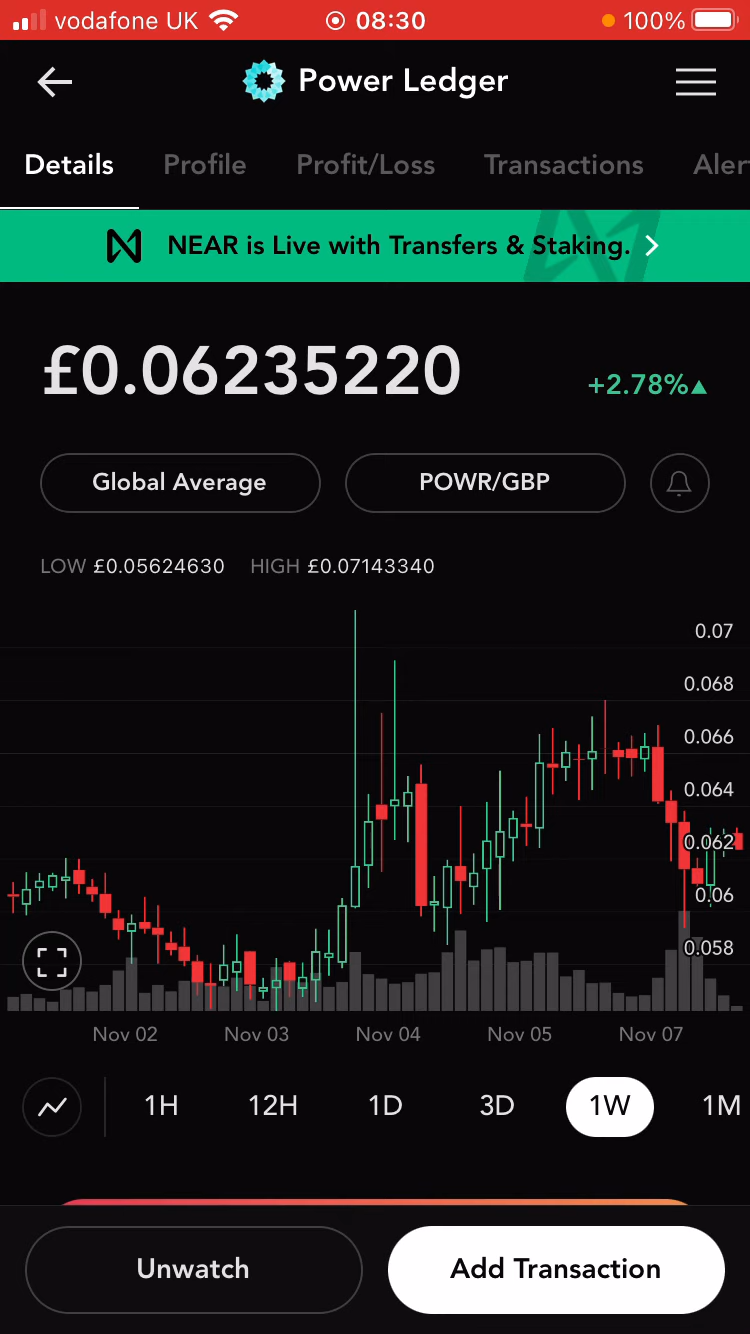 vodafone UK 08:30 100%
Power Ledger
Details Profile Profit/Loss Transactions Aler
NEAR is Live with Transfers & Staking.
£0.06235220 +2.78%
Global Average POWR/GBP
LOW £0.05624630 HIGH £0.07143340
0.07
0.068
0.066
0.064
0.062
0.06
0.058
Nov 02 Nov 03 Nov 04 Nov 05 Nov 07
1H 12H 1D 3D 1W 1M
Unwatch Add Transaction